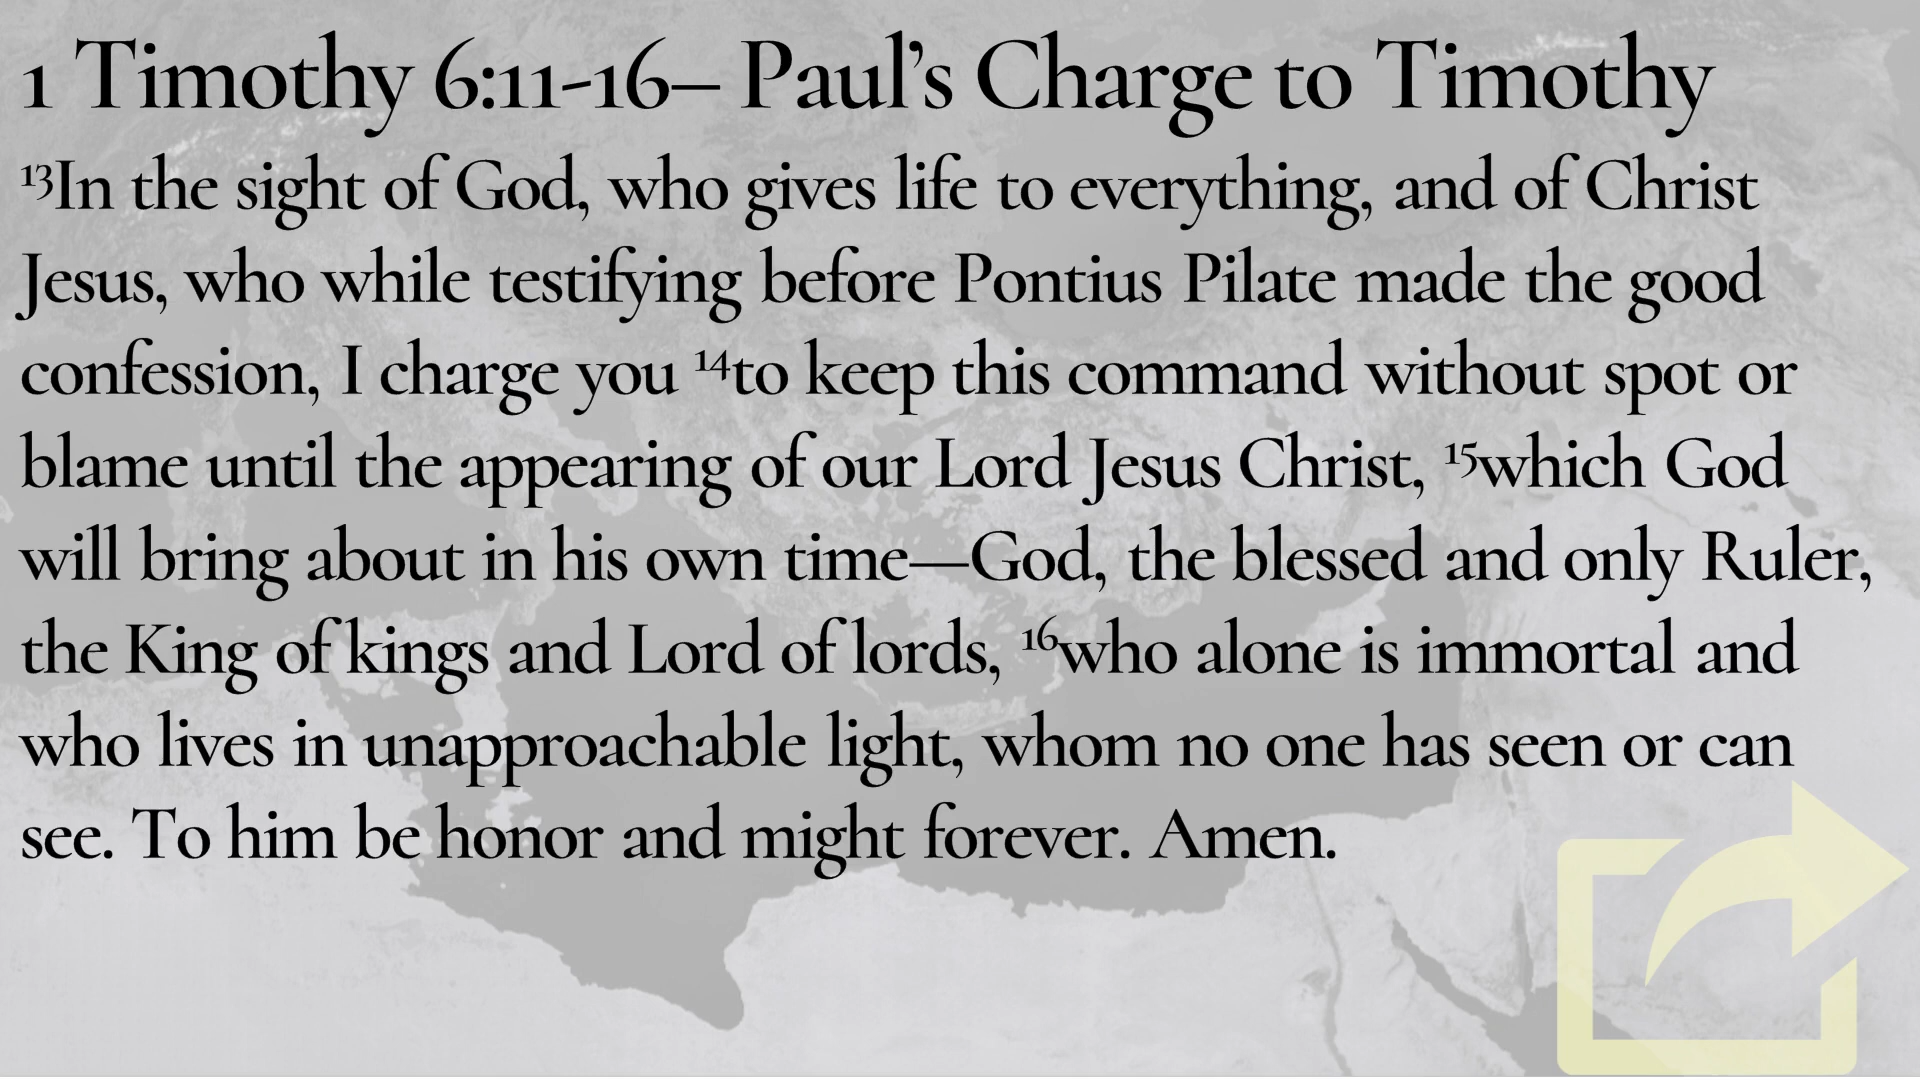 1 Timothy 6:11-16– Paul’s Charge to Timothy
¹³In the sight of God, who gives life to everything, and of Christ
Jesus, who while testifying before Pontius Pilate made the good
confession, I charge you ¹⁴to keep this command without spot or
blame until the appearing of our Lord Jesus Christ, ¹⁵which God
will bring about in his own time—God, the blessed and only Ruler,
the King of kings and Lord of lords, ¹⁶who alone is immortal and
who lives in unapproachable light, whom no one has seen or can
see. To him be honor and might forever. Amen.